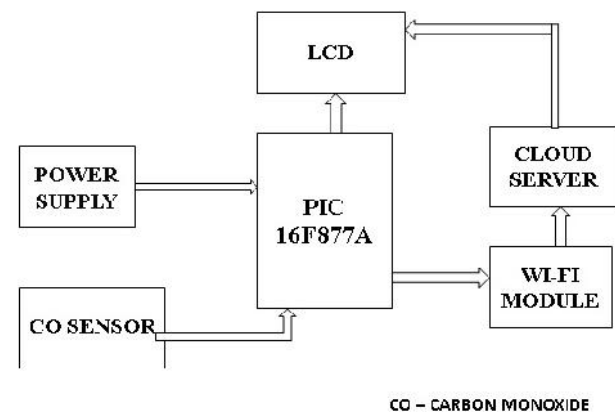 LCD
POWER
SUPPLY
PIC
16F877A
CLOUD
SERVER
WI-FI
MODULE
CO SENSOR
CO – CARBON MONOXIDE